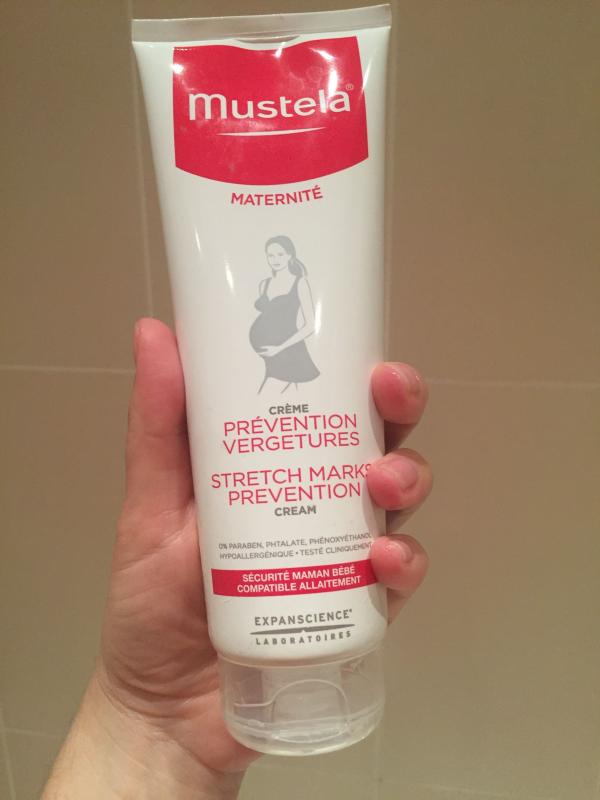 mustela®
MATERNITÉ
CRÈME
PRÉVENTION
VERGETURES
STRETCH MARKS
PREVENTION
CREAM
0% PARABEN, PHTALATE, PHÉNOXYÉTHANOL
HYPOALLERGÉNIQUE • TESTÉ CLINIQUEMENT
SÉCURITÉ MAMAN BÉBÉ
COMPATIBLE ALLAITEMENT
EXPANSCIENCE®
LABORATOIRES